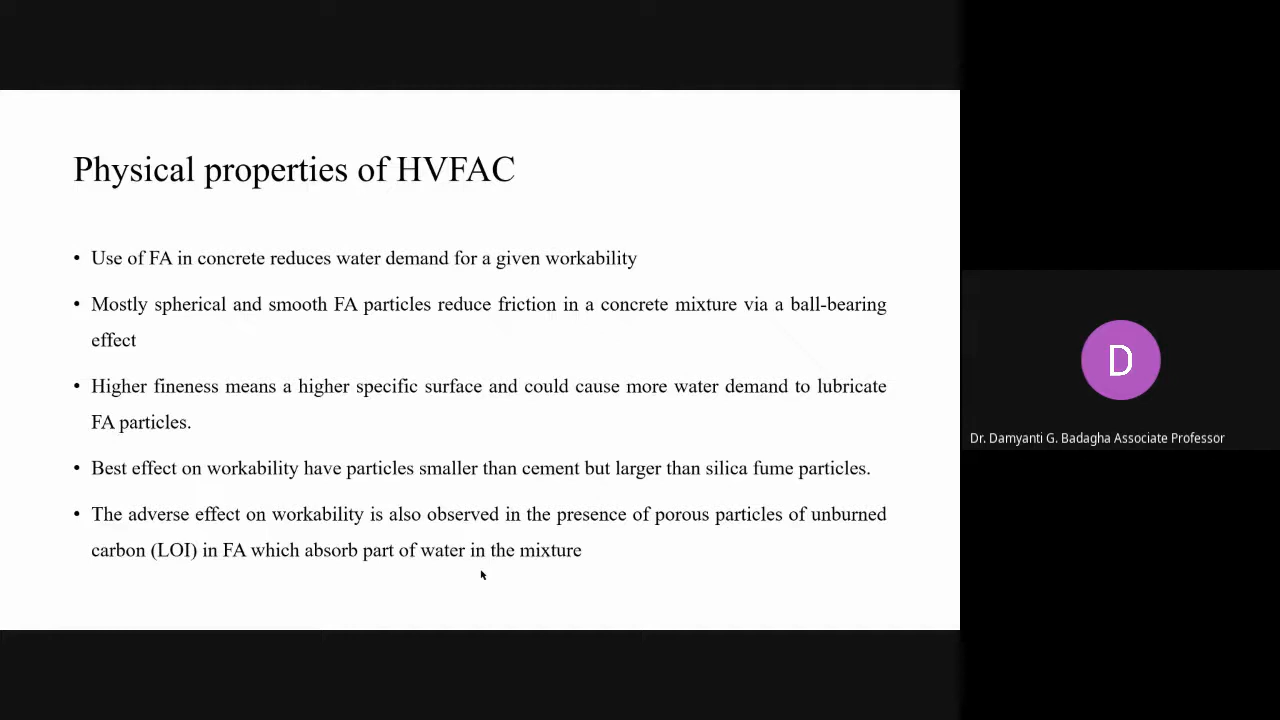 Physical properties of HVFAC
• Use of FA in concrete reduces water demand for a given workability
• Mostly spherical and smooth FA particles reduce friction in a concrete mixture via a ball-bearing
effect
• Higher fineness means a higher specific surface and could cause more water demand to lubricate
FA particles.
• Best effect on workability have particles smaller than cement but larger than silica fume particles.
• The adverse effect on workability is also observed in the presence of porous particles of unburned
carbon (LOI) in FA which absorb part of water in the mixture
D
Dr. Damyanti G. Badagha Associate Professor